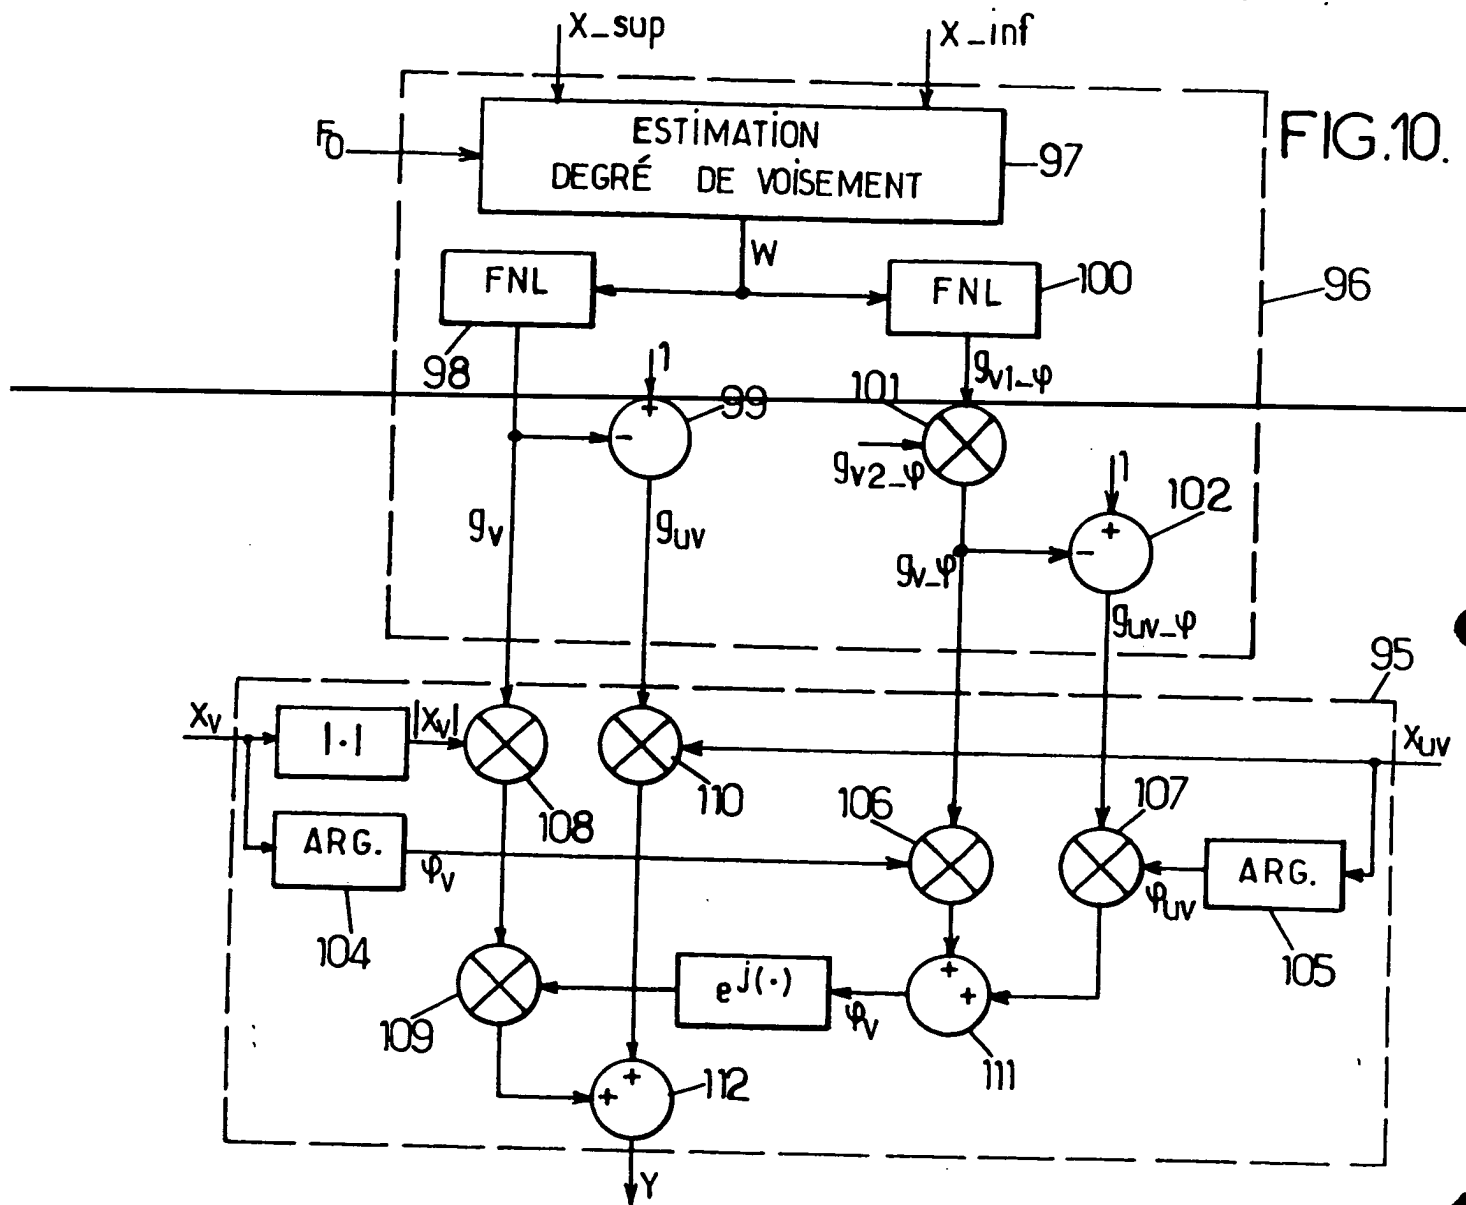 X_sup
X_inf
FIG.10.
F0
ESTIMATION
DEGRÉ DE VOISEMENT
97
W
FNL
FNL
100
96
98
1
99
101
gv1_φ
+
-
gv2_φ
1
102
gv
guv
+
-
gv_φ
guv_φ
95
Xv
|·|
|Xv|
Xuv
108
110
106
107
ARG.
φv
ARG.
φuv
104
105
109
e j(·)
φv
+
+
111
+
+
112
Y